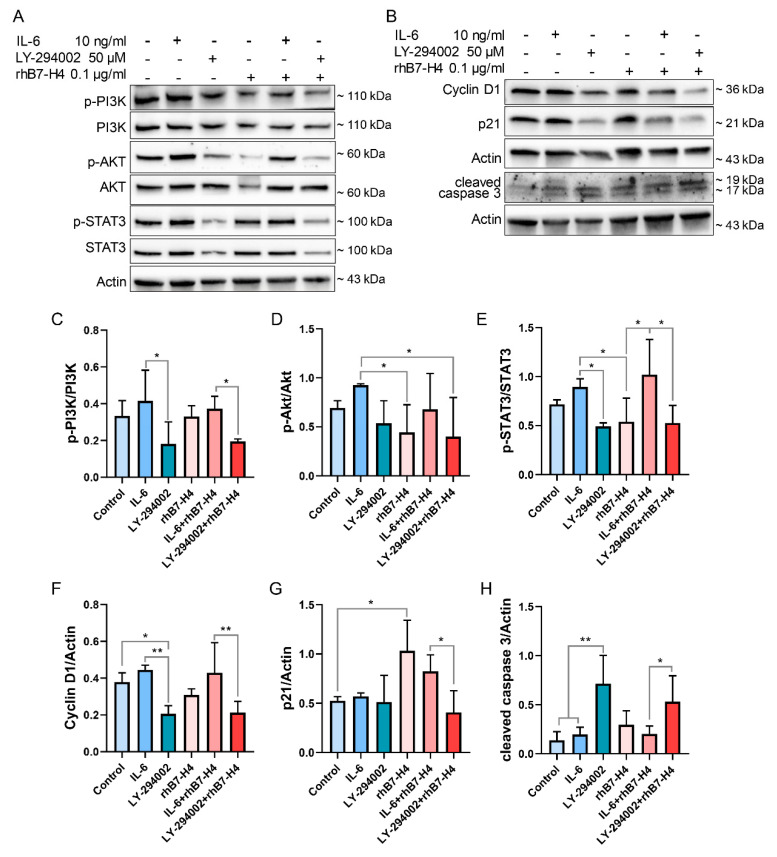 A
IL-6 10 ng/ml - + - - + -
LY-294002 50 µM - - + - - +
rhB7-H4 0.1 µg/ml - - - + + +
p-PI3K ~ 110 kDa
PI3K ~ 110 kDa
p-AKT ~ 60 kDa
AKT ~ 60 kDa
p-STAT3 ~ 100 kDa
STAT3 ~ 100 kDa
Actin ~ 43 kDa
B
IL-6 10 ng/ml - + - - + -
LY-294002 50 µM - - + - - +
rhB7-H4 0.1 µg/ml - - - + + +
Cyclin D1 ~ 36 kDa
p21 ~ 21 kDa
Actin ~ 43 kDa
cleaved ~ 19 kDa
caspase 3 ~ 17 kDa
Actin ~ 43 kDa
C
p-PI3K/PI3K
0.8
0.6
0.4
0.2
0.0
* *
Control
IL-6
LY-294002
rhB7-H4
IL-6+rhB7-H4
LY-294002+rhB7-H4
D
p-Akt/Akt
1.5
1.0
0.5
0.0
* *
Control
IL-6
LY-294002
rhB7-H4
IL-6+rhB7-H4
LY-294002+rhB7-H4
E
p-STAT3/STAT3
1.5
1.0
0.5
0.0
* * * *
Control
IL-6
LY-294002
rhB7-H4
IL-6+rhB7-H4
LY-294002+rhB7-H4
F
Cyclin D1/Actin
0.8
0.6
0.4
0.2
0.0
* ** **
Control
IL-6
LY-294002
rhB7-H4
IL-6+rhB7-H4
LY-294002+rhB7-H4
G
p21/Actin
1.5
1.0
0.5
0.0
* *
Control
IL-6
LY-294002
rhB7-H4
IL-6+rhB7-H4
LY-294002+rhB7-H4
H
cleaved caspase 3/Actin
1.5
1.0
0.5
0.0
** *
Control
IL-6
LY-294002
rhB7-H4
IL-6+rhB7-H4
LY-294002+rhB7-H4